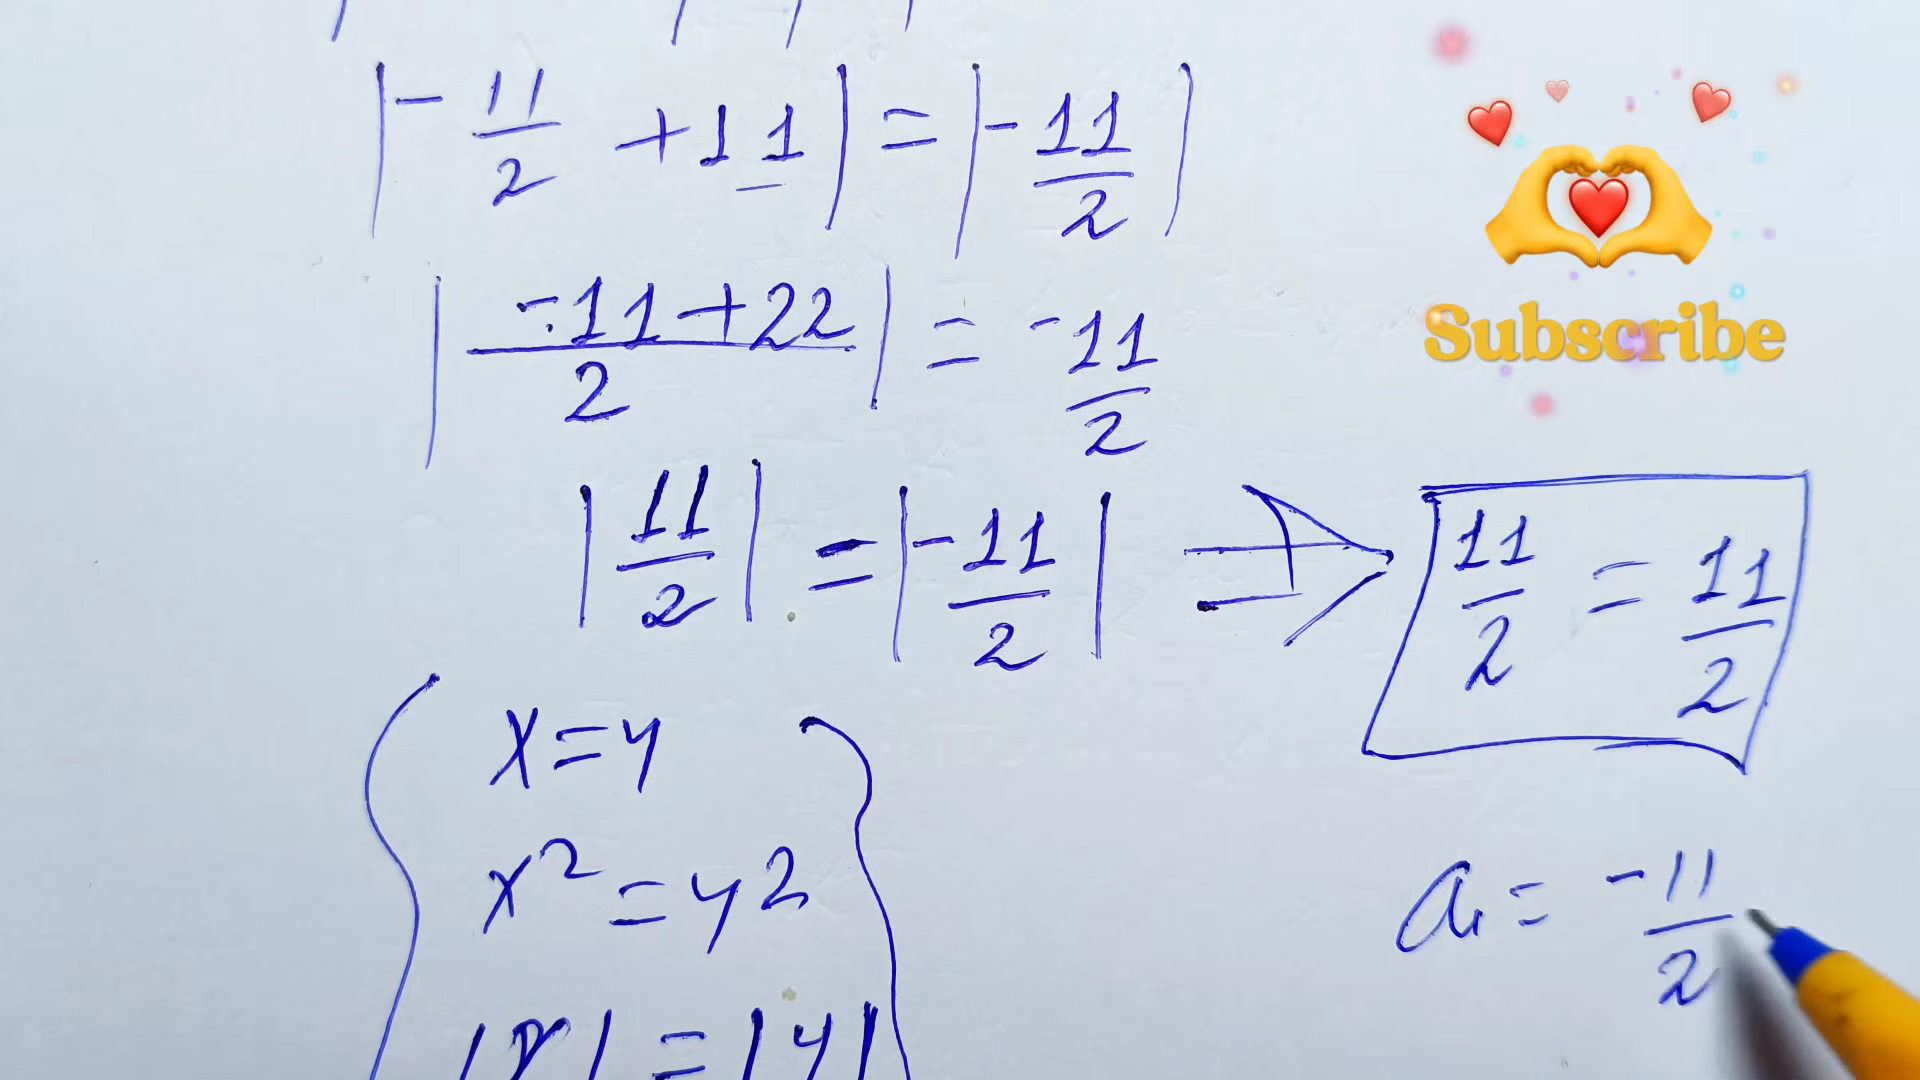 |-11/2 +11| = |-11/2|
|-11+22/2| = -11/2
|11/2| = |-11/2| ⇒ 11/2 = 11/2
x=y
x² = y2
a = -11/2
|x| = |y|
Subscribe